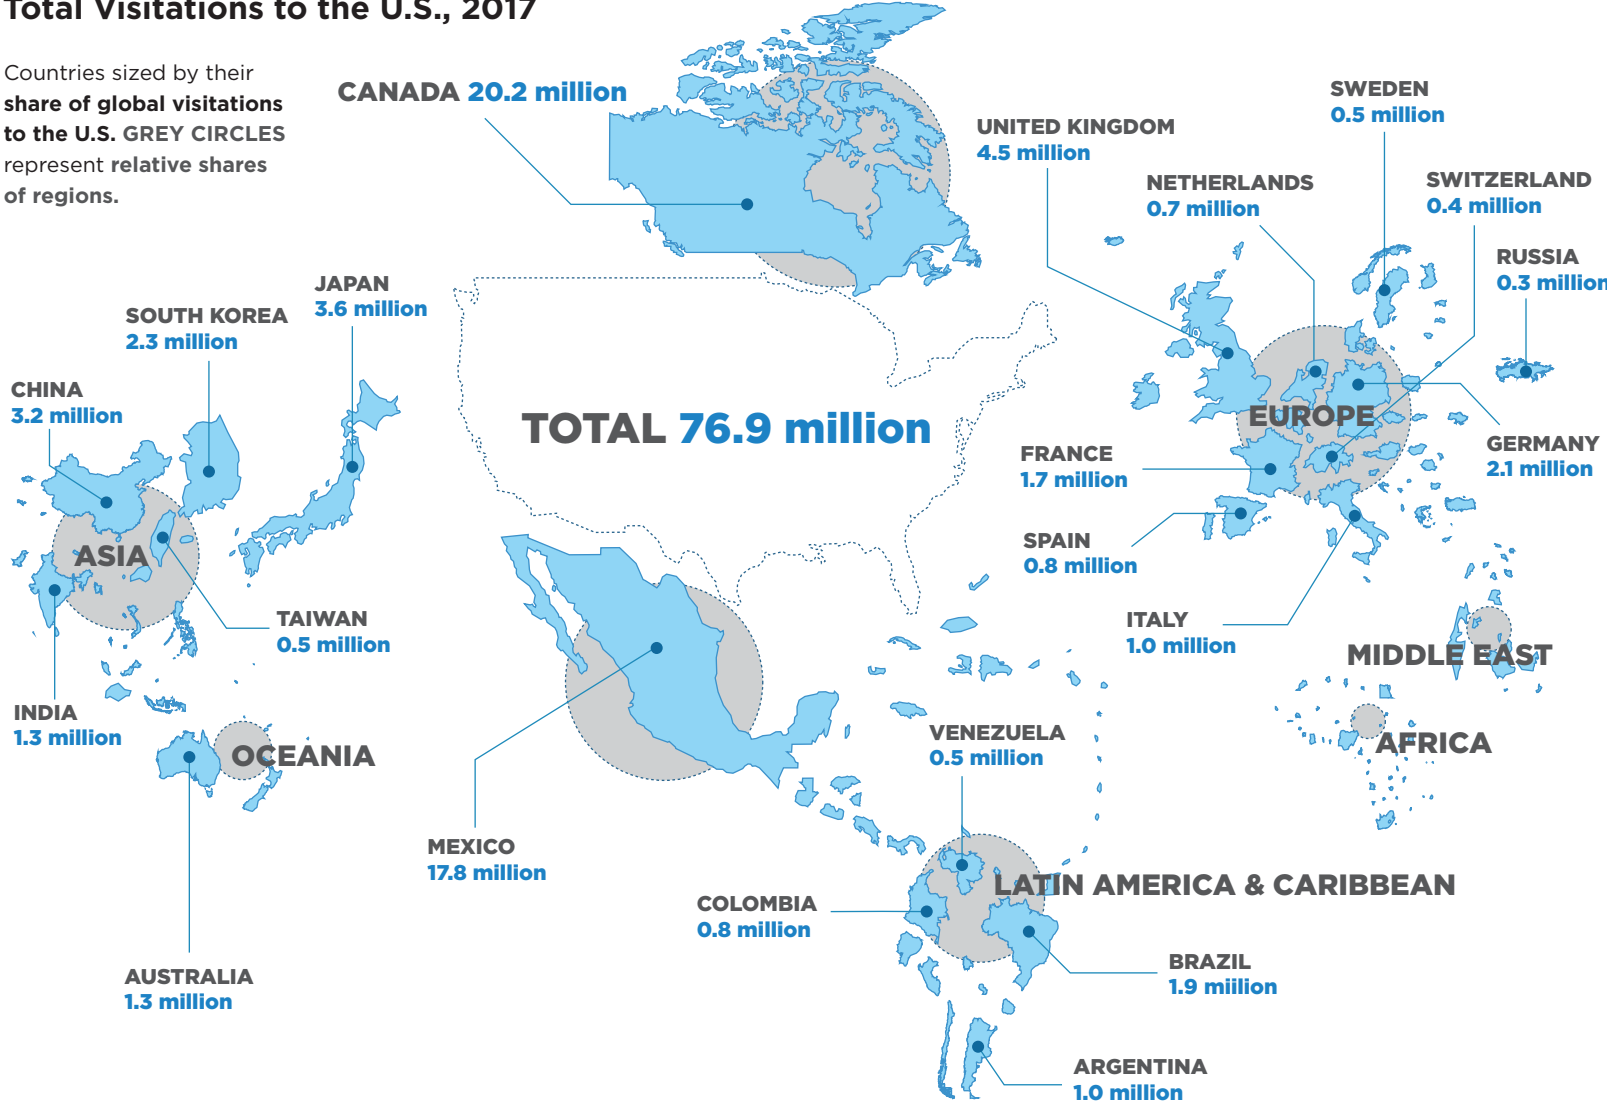 Total Visitations to the U.S., 2017
Countries sized by their
share of global visitations
to the U.S. GREY CIRCLES
represent relative shares
of regions.
CANADA 20.2 million
UNITED KINGDOM
4.5 million
SWEDEN
0.5 million
NETHERLANDS
0.7 million
SWITZERLAND
0.4 million
RUSSIA
0.3 million
JAPAN
3.6 million
SOUTH KOREA
2.3 million
CHINA
3.2 million
TOTAL 76.9 million
EUROPE
FRANCE
1.7 million
GERMANY
2.1 million
SPAIN
0.8 million
ITALY
1.0 million
ASIA
TAIWAN
0.5 million
INDIA
1.3 million
OCEANIA
MIDDLE EAST
AFRICA
VENEZUELA
0.5 million
MEXICO
17.8 million
LATIN AMERICA & CARIBBEAN
COLOMBIA
0.8 million
BRAZIL
1.9 miilion
AUSTRALIA
1.3 million
ARGENTINA
1.0 million